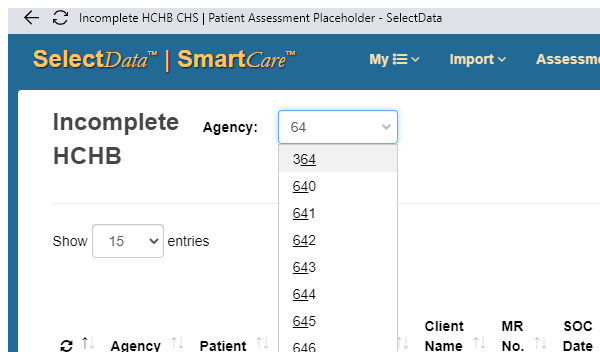 Incomplete HCHB CHS | Patient Assessment Placeholder - SelectData
SelectData™ | SmartCare™
My
Import
Assessm
Incomplete
HCHB
Agency:
64
364
640
641
642
643
644
645
646
Show 15 entries
Agency
Patient
Client
Name
MR
No.
SOC
Date